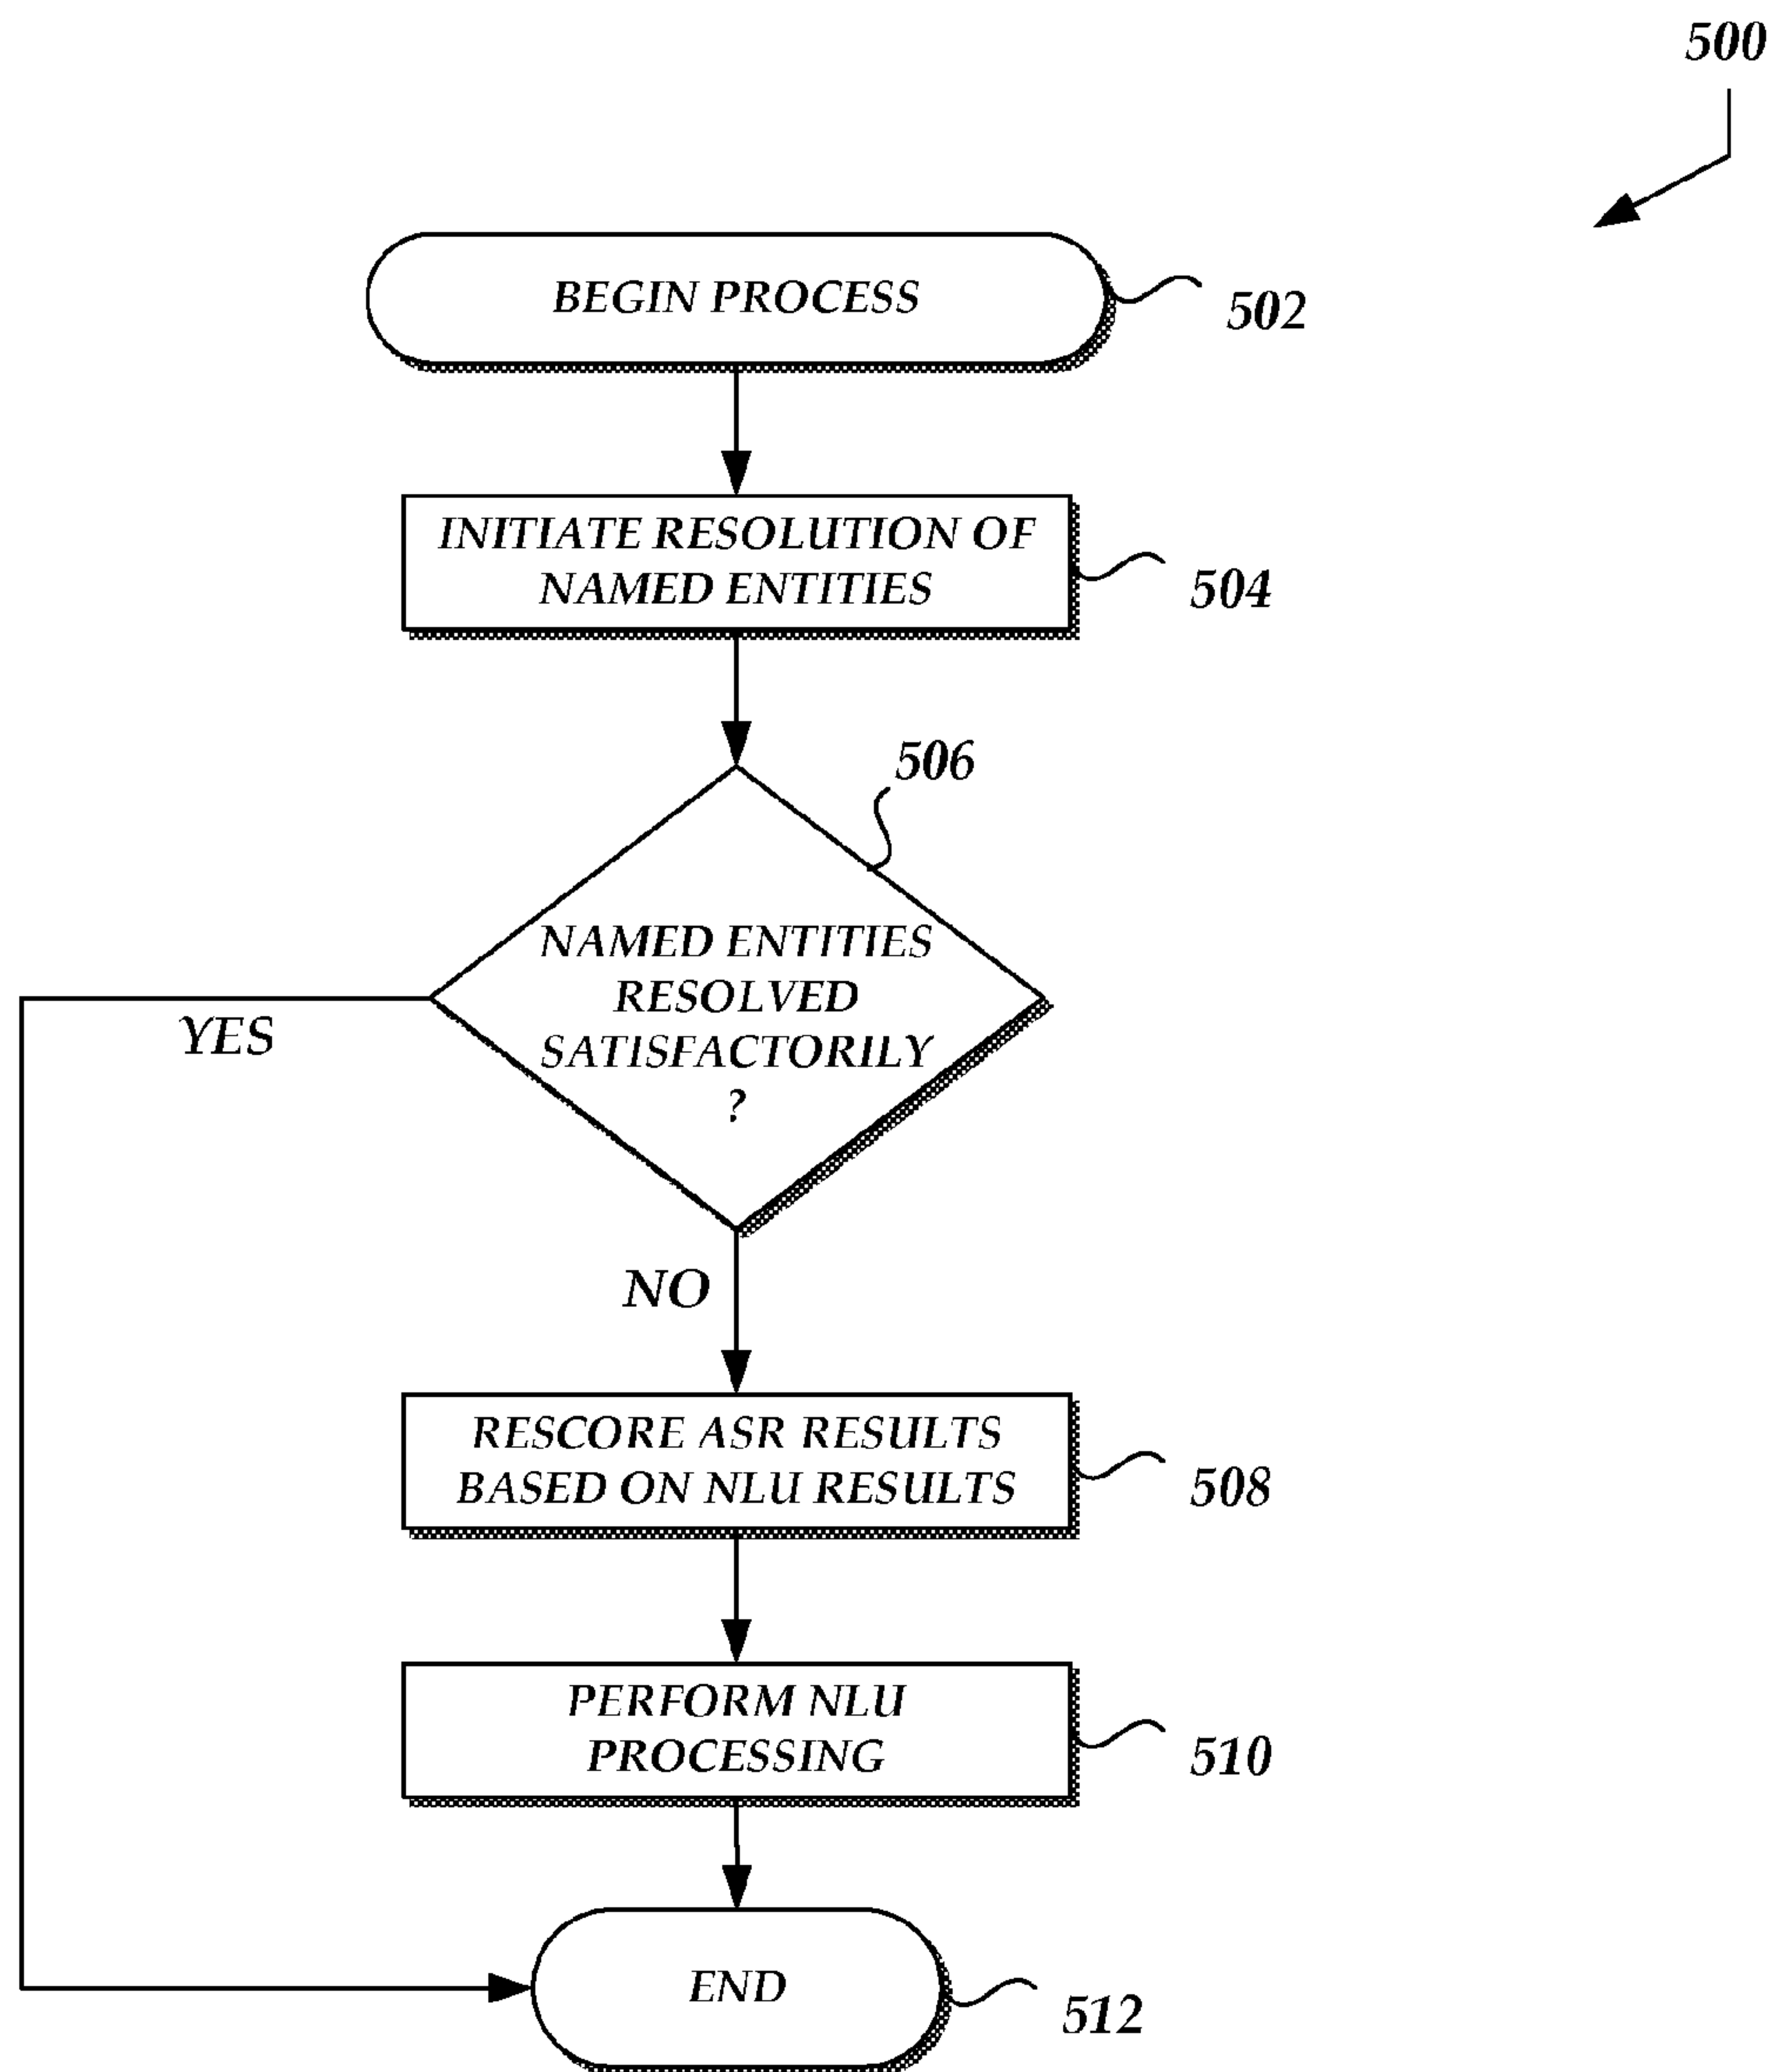 500
BEGIN PROCESS
502
INITIATE RESOLUTION OF
NAMED ENTITIES
504
506
NAMED ENTITIES
RESOLVED
SATISFACTORILY
?
YES
NO
RESCORE ASR RESULTS
BASED ON NLU RESULTS
508
PERFORM NLU
PROCESSING
510
END
512